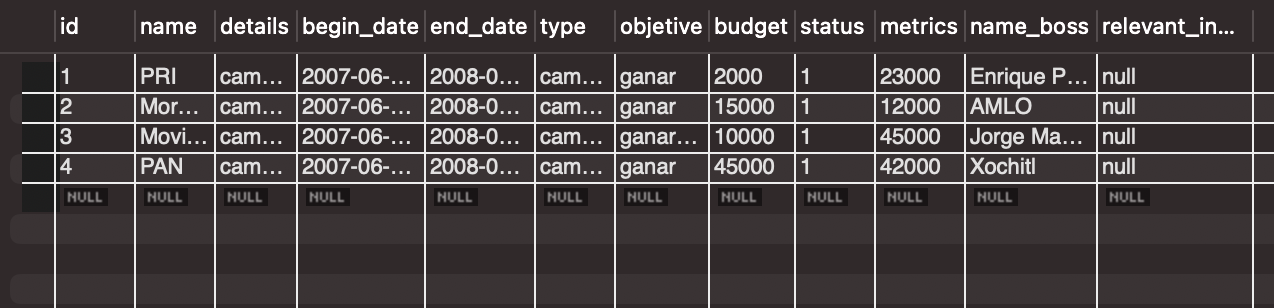 id name details begin_date end_date type objetive budget status metrics name_boss relevant_in...
1 PRI cam... 2007-06-... 2008-0... cam... ganar 2000 1 23000 Enrique P... null
2 Mor... cam... 2007-06-... 2008-0... cam... ganar 15000 1 12000 AMLO null
3 Movi... cam... 2007-06-... 2008-0... cam... ganar... 10000 1 45000 Jorge Ma... null
4 PAN cam... 2007-06-... 2008-0... cam... ganar 45000 1 42000 Xochitl null
NULL NULL NULL NULL NULL NULL NULL NULL NULL NULL NULL NULL